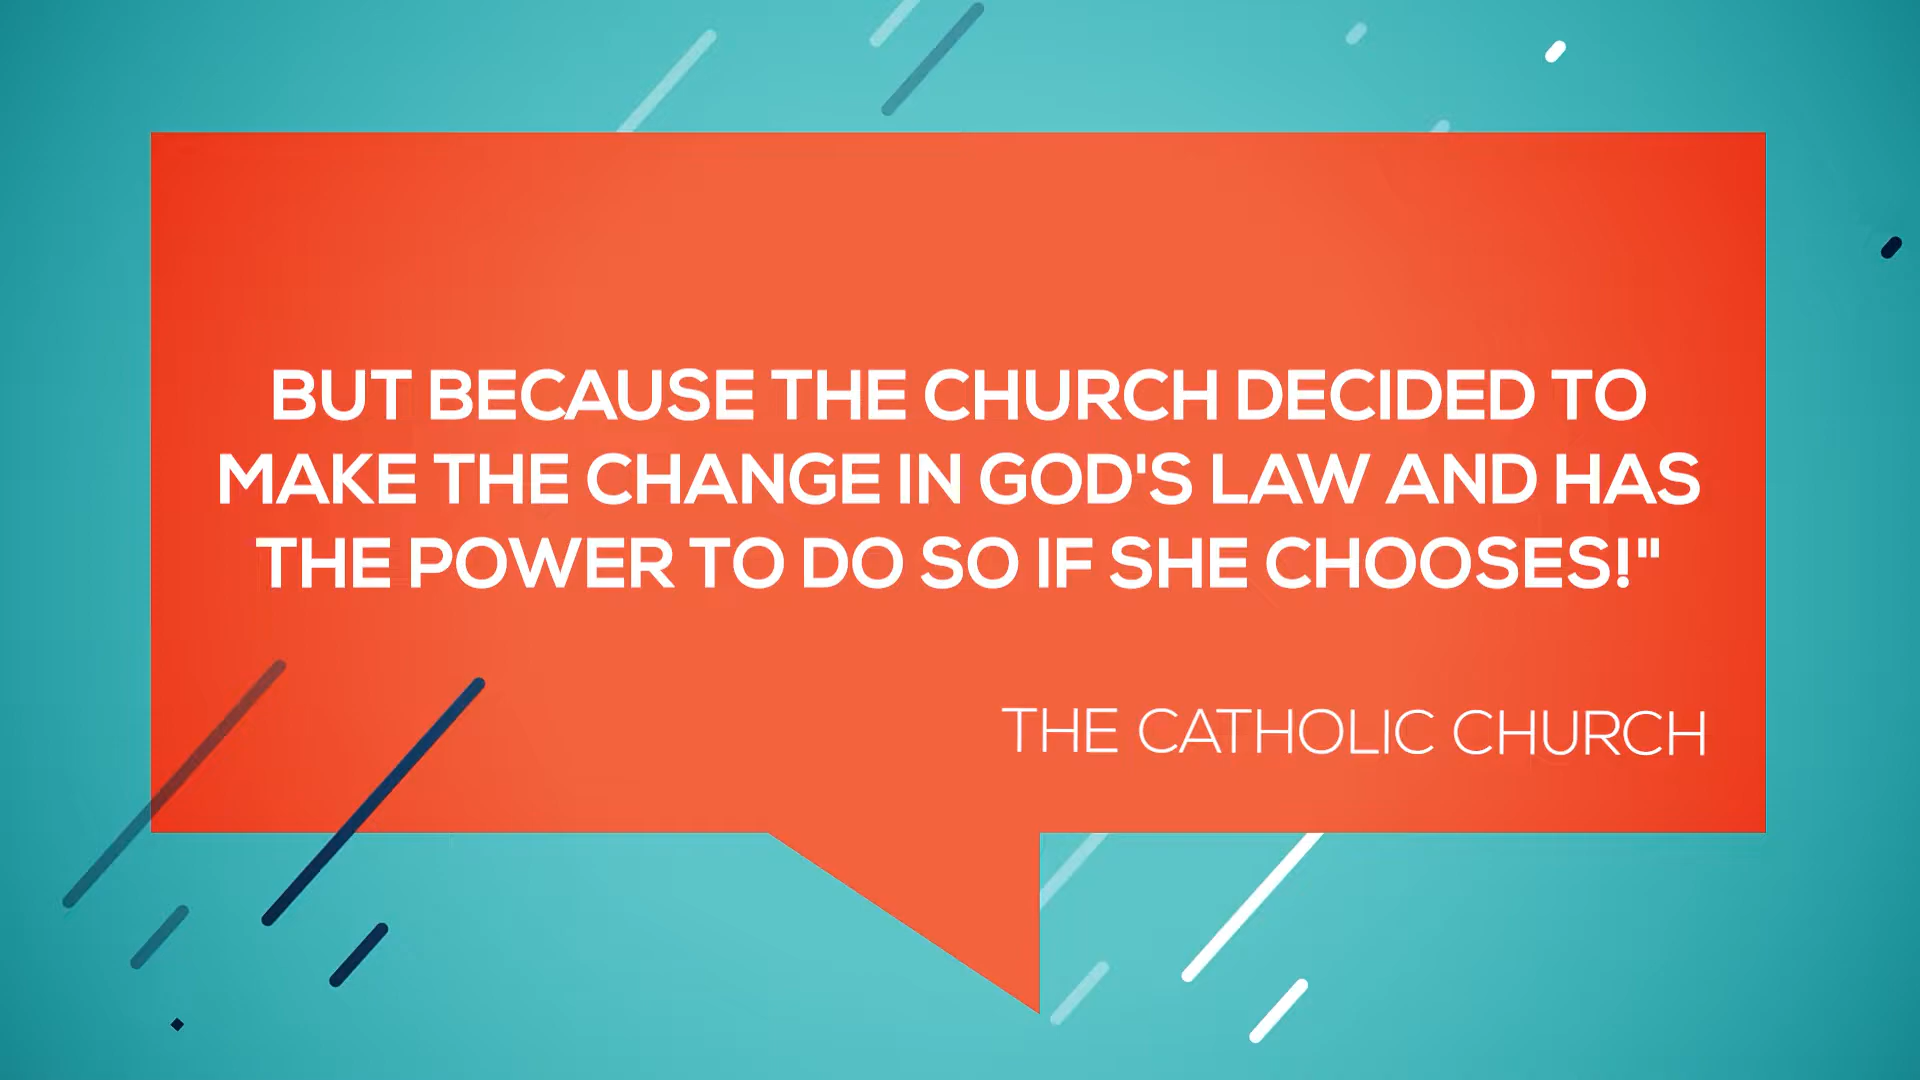 BUT BECAUSE THE CHURCH DECIDED TO
MAKE THE CHANGE IN GOD'S LAW AND HAS
THE POWER TO DO SO IF SHE CHOOSES!"
THE CATHOLIC CHURCH